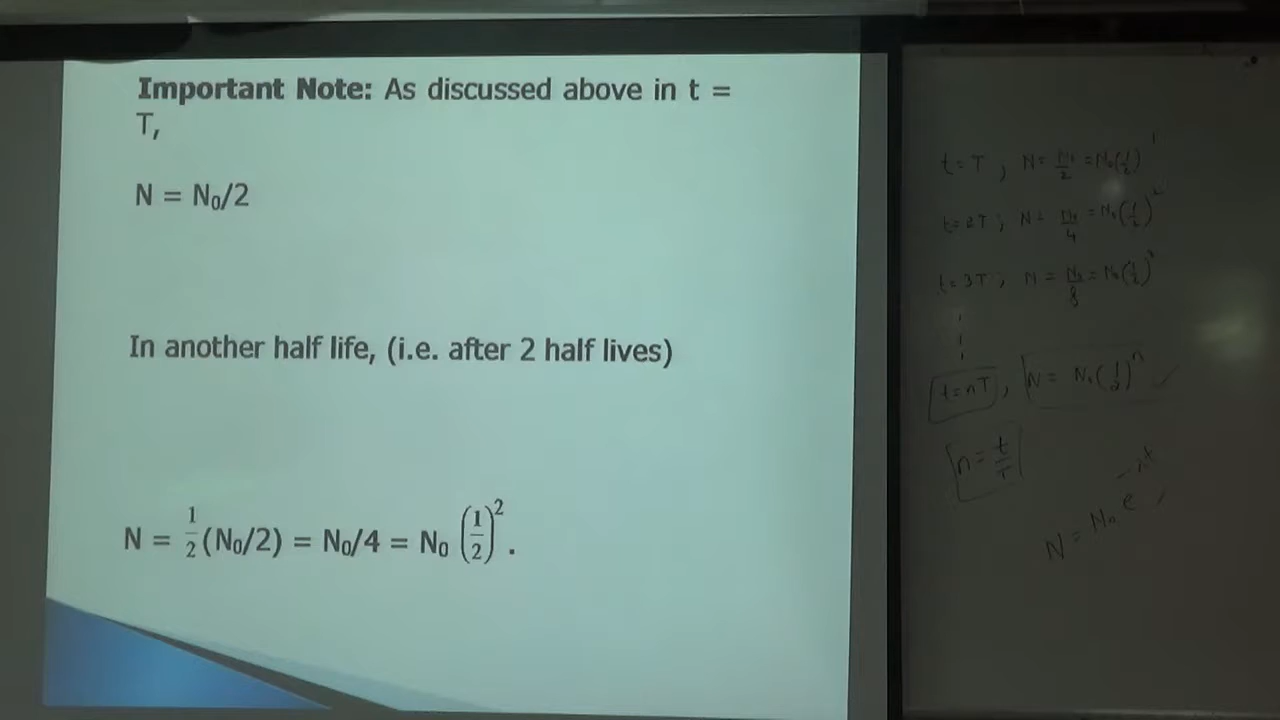 Important Note: As discussed above in t =
T,
N = N₀/2
In another half life, (i.e. after 2 half lives)
N = 1/2 (N₀/2) = N₀/4 = N₀ (1/2)².
t=T, N = N₀/2 = N₀(1/2)¹
t=2T; N = N₀/4 = N₀(1/2)²
t=3T; N = N₀/8 = N₀(1/2)³
t=nT, N = N₀(1/2)ⁿ
n = t/T
N = N₀ e^-λt